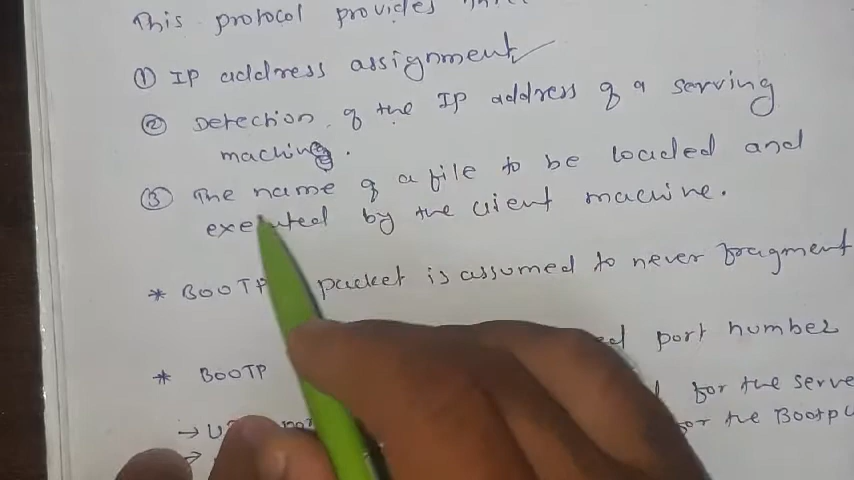 This protocol provides
① IP address assignment
② Detection of the IP address of a serving
machine.
③ The name of a file to be loaded and
executed by the client machine.
* BOOTP packet is assumed to never fragment
port number
* BOOTP for the serve
→ U for the Bootp
→